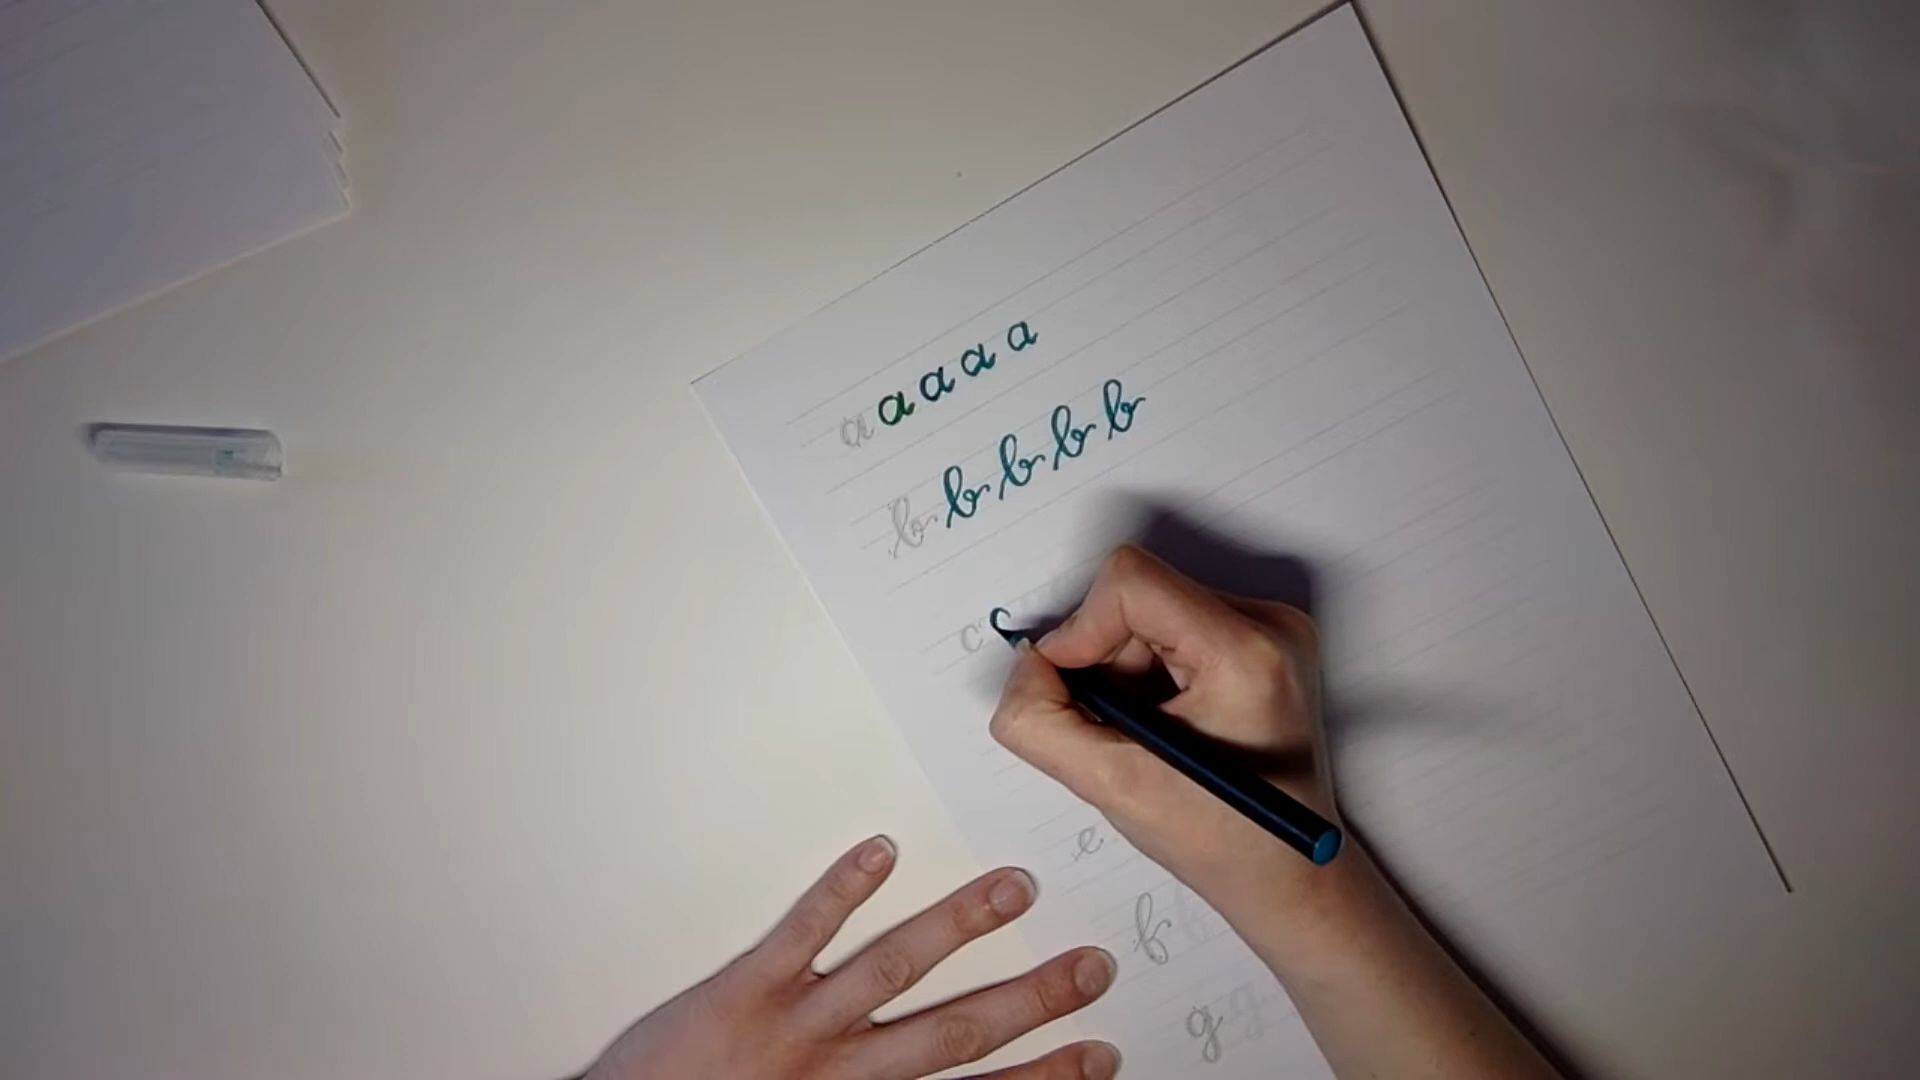 a a a a a
b b b b b
c c
e
f f
g g